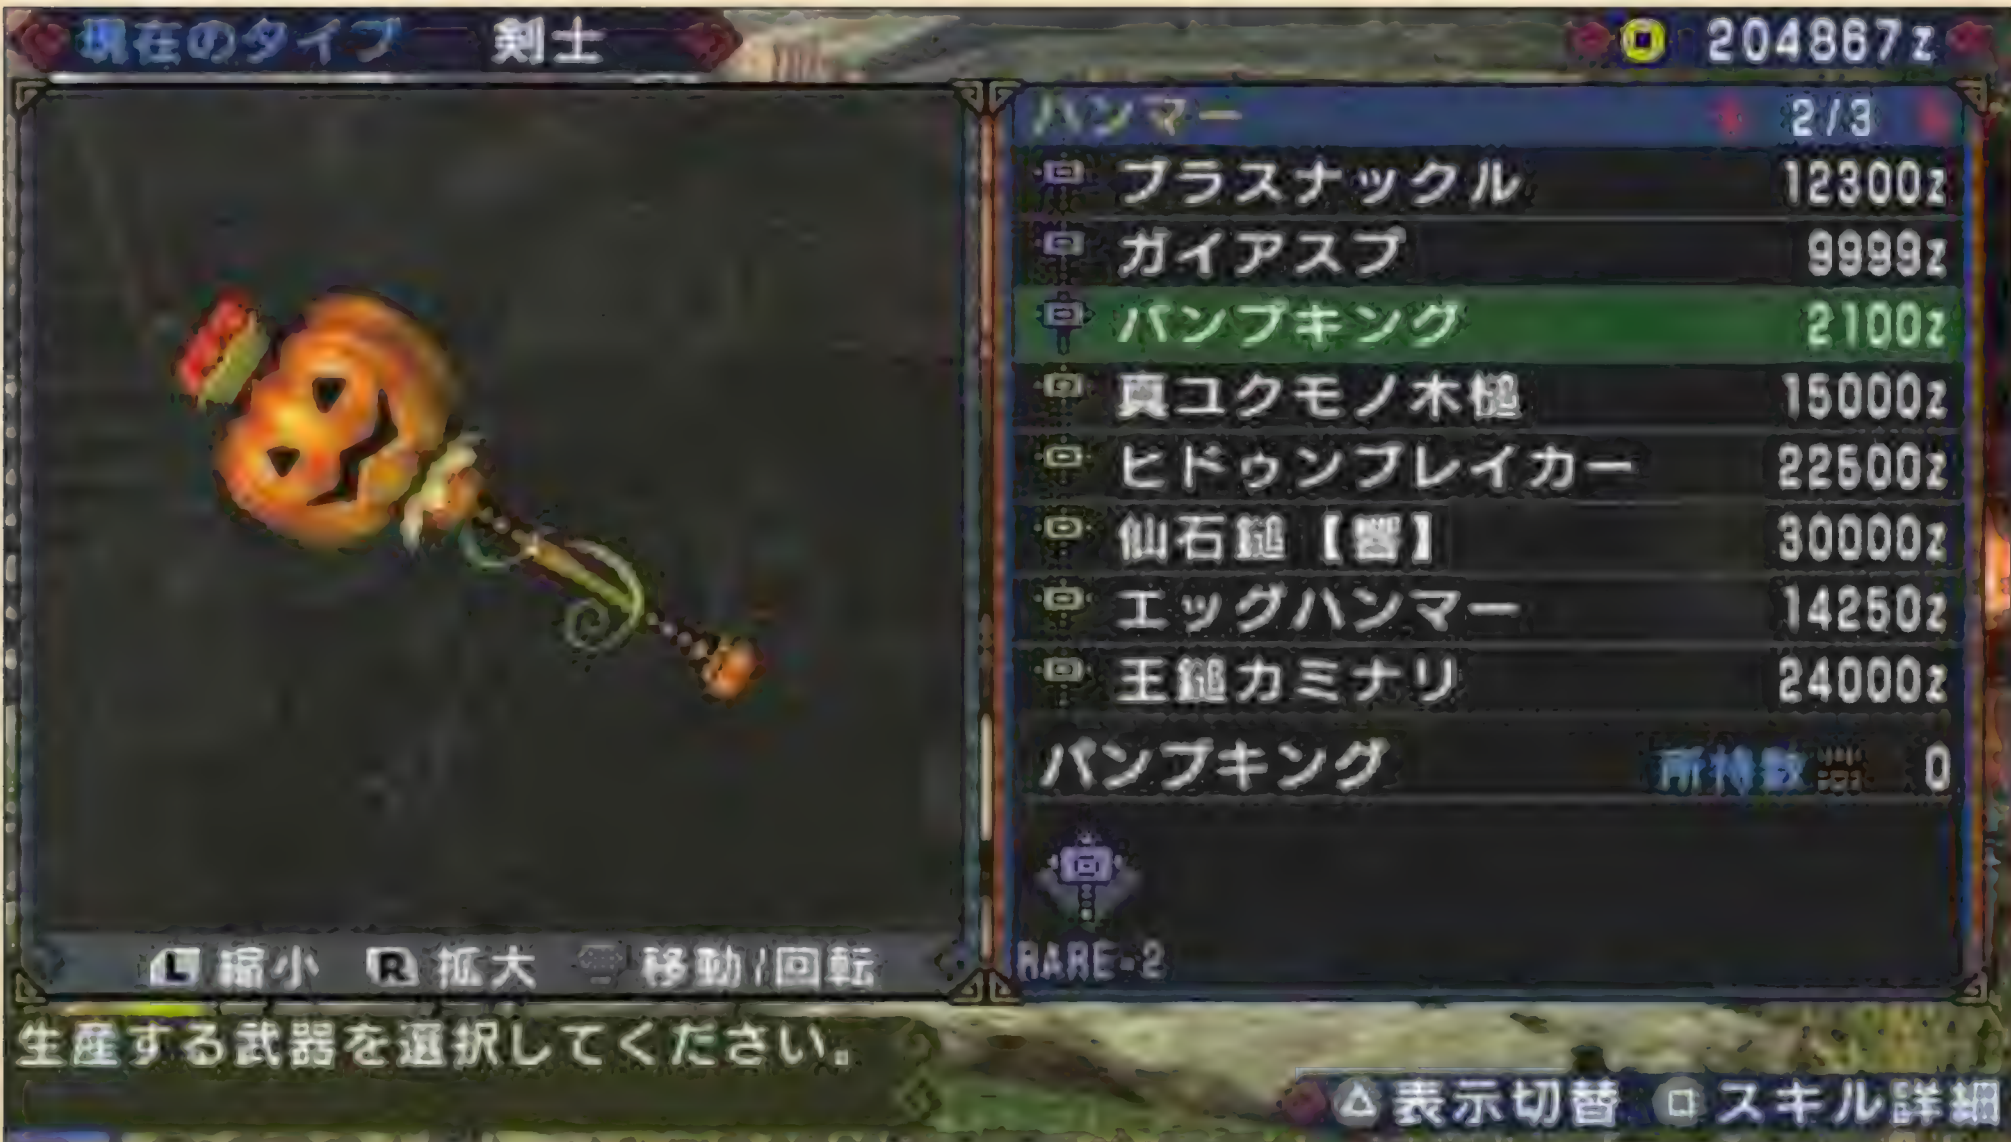 現在のタイプ 剣士
204867z
ハンマー 2/3
ブラスナックル 12300z
ガイアスプ 9999z
パンプキング 2100z
真ユクモノ木槌 15000z
ヒドゥンブレイカー 22500z
仙石鎚【響】 30000z
エッグハンマー 14250z
王鎚カミナリ 24000z
パンプキング 所持数 0
RARE-2
L 縮小 R 拡大 移動/回転
生産する武器を選択してください。
△表示切替 □スキル詳細